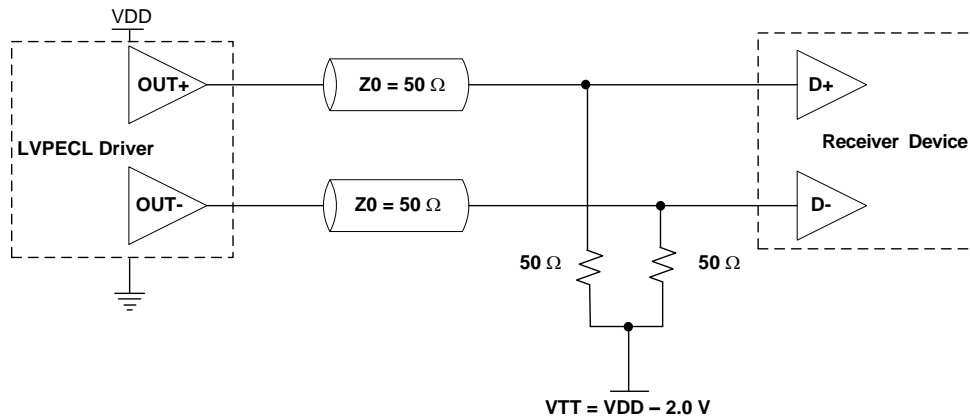 VDD
OUT+
Z0 = 50 Ω
D+
LVPECL Driver
Receiver Device
OUT-
Z0 = 50 Ω
D-
50 Ω
50 Ω
VTT = VDD – 2.0 V